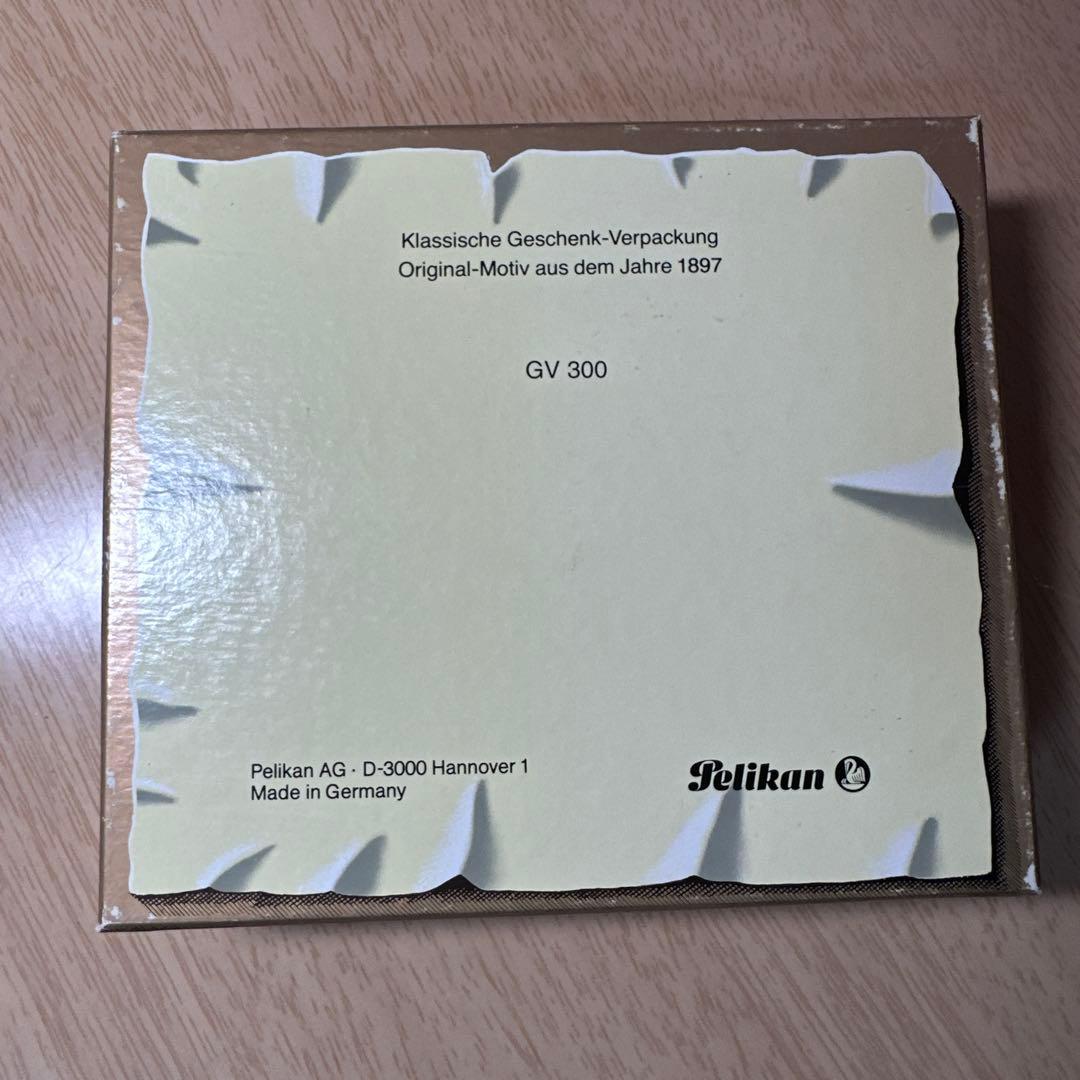 Klassische Geschenk-Verpackung
Original-Motiv aus dem Jahre 1897
GV 300
Pelikan AG · D-3000 Hannover 1
Made in Germany
Pelikan